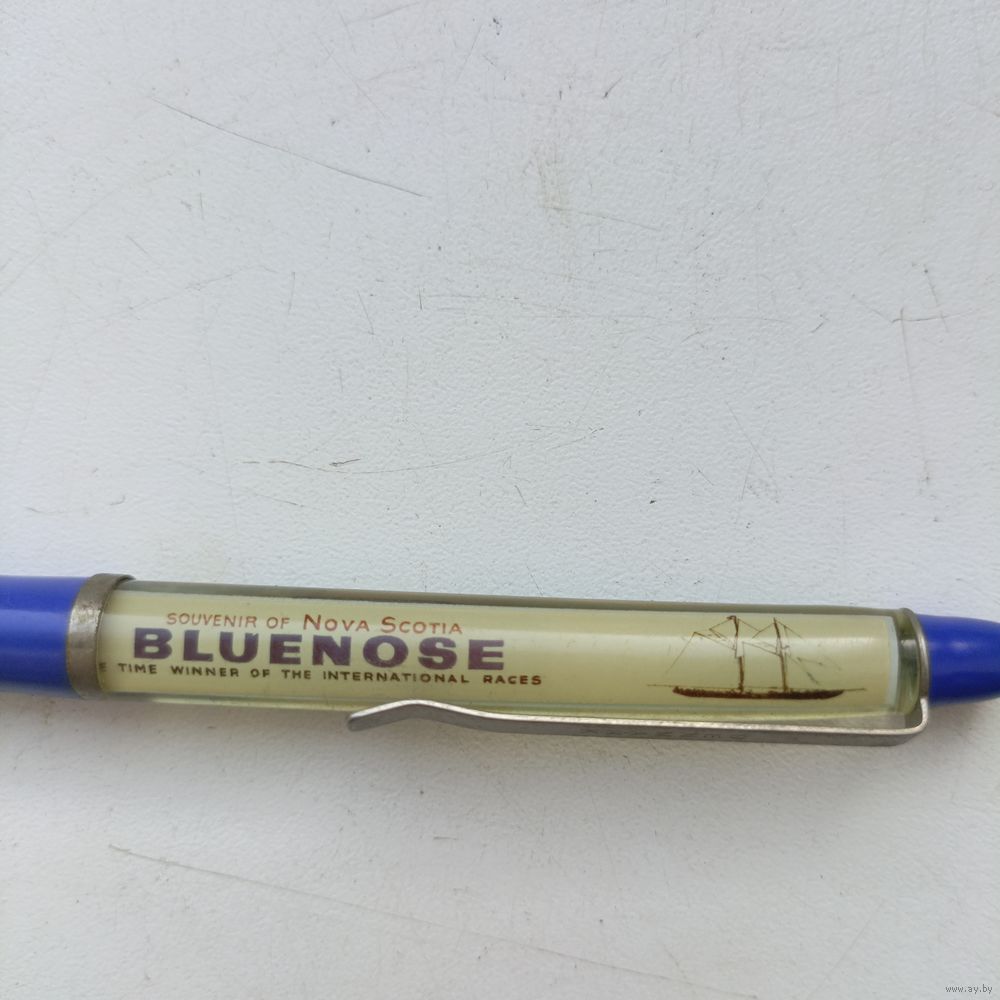 SOUVENIR OF NOVA SCOTIA
BLUENOSE
TIME WINNER OF THE INTERNATIONAL RACES
www.ay.by